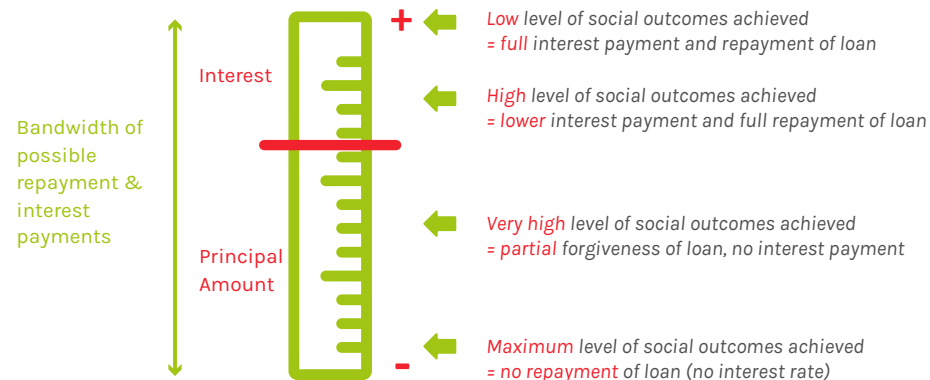 Bandwidth of
possible
repayment &
interest
payments
Interest
Principal
Amount
+
-
Low level of social outcomes achieved
= full interest payment and repayment of loan
High level of social outcomes achieved
= lower interest payment and full repayment of loan
Very high level of social outcomes achieved
= partial forgiveness of loan, no interest payment
Maximum level of social outcomes achieved
= no repayment of loan (no interest rate)